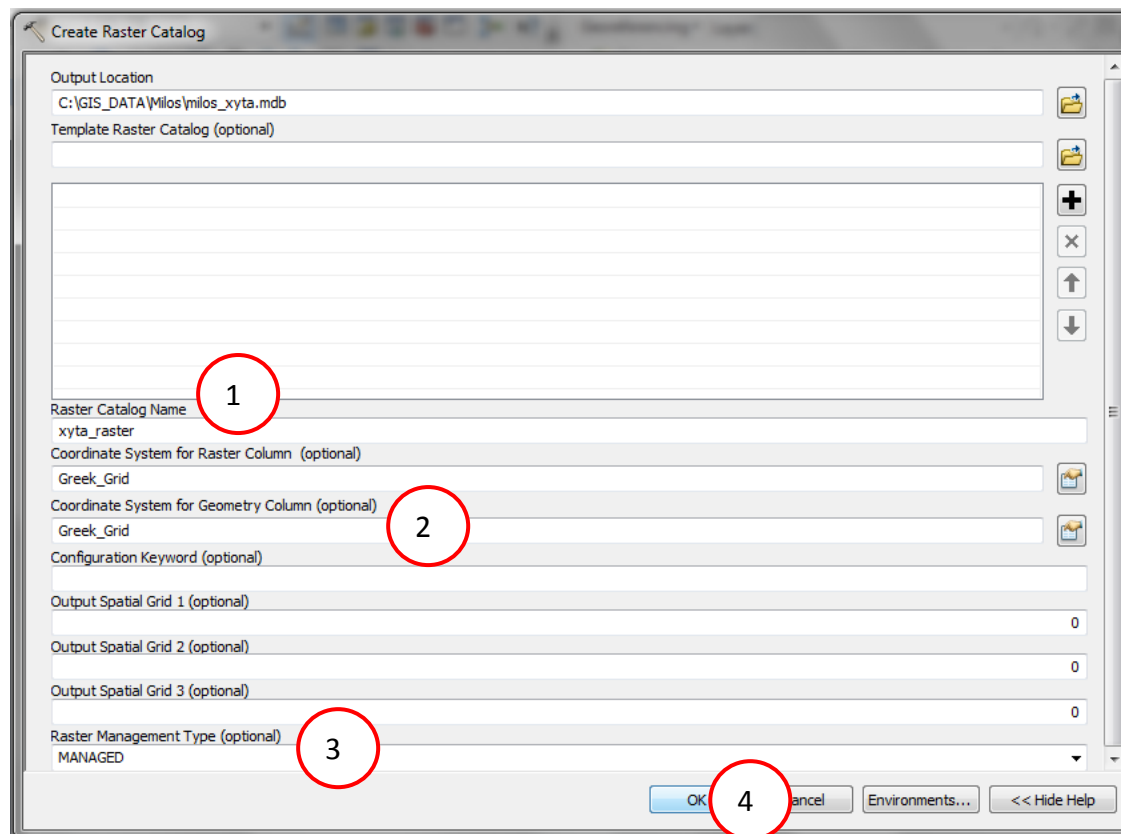 Create Raster Catalog
Georeferencing Layer
Output Location
C:\GIS_DATA\Milos\milos_xyta.mdb
Template Raster Catalog (optional)
1
Raster Catalog Name
xyta_raster
Coordinate System for Raster Column (optional)
Greek_Grid
Coordinate System for Geometry Column (optional)
2
Greek_Grid
Configuration Keyword (optional)
Output Spatial Grid 1 (optional)
0
Output Spatial Grid 2 (optional)
0
Output Spatial Grid 3 (optional)
0
Raster Management Type (optional)
3
MANAGED
OK 4 ancel Environments... << Hide Help